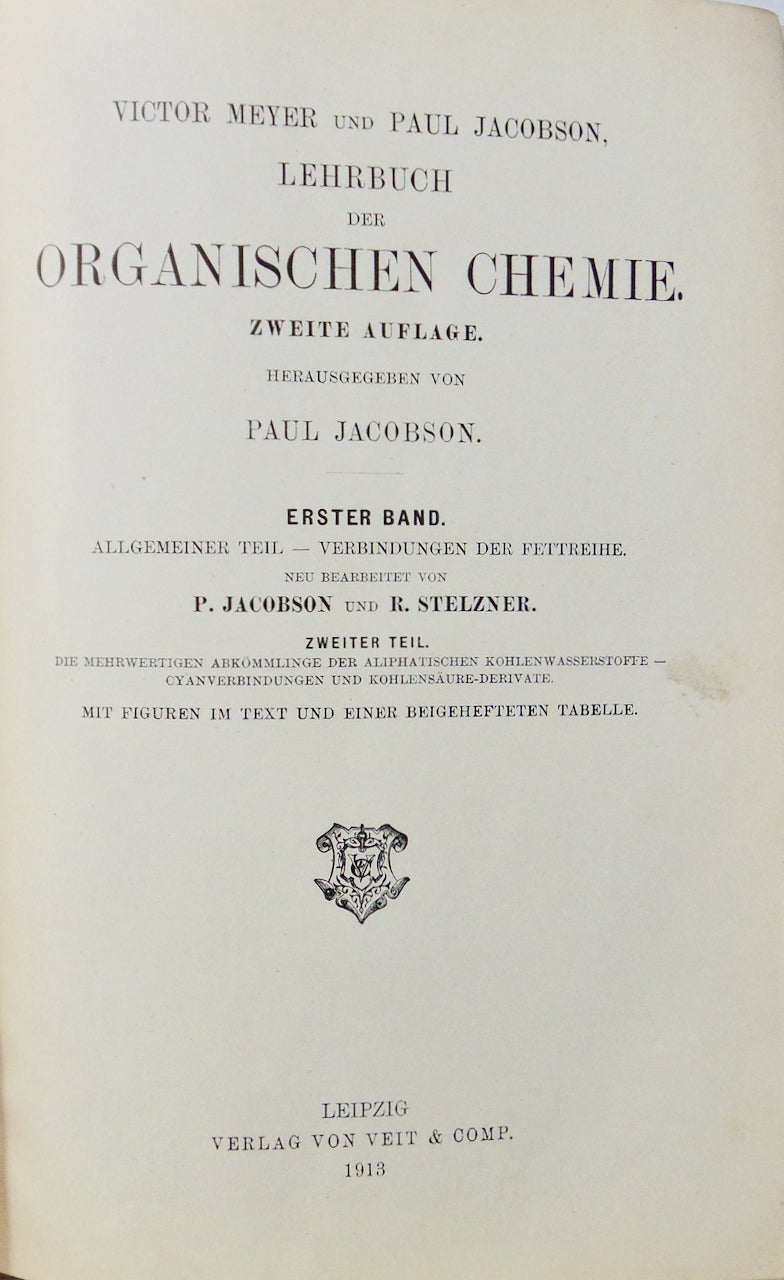 VICTOR MEYER UND PAUL JACOBSON,
LEHRBUCH
DER
ORGANISCHEN CHEMIE.
ZWEITE AUFLAGE.
HERAUSGEGEBEN VON
PAUL JACOBSON.
ERSTER BAND.
ALLGEMEINER TEIL — VERBINDUNGEN DER FETTREIHE.
NEU BEARBEITET VON
P. JACOBSON UND R. STELZNER.
ZWEITER TEIL.
DIE MEHRWERTIGEN ABKÖMMLINGE DER ALIPHATISCHEN KOHLENWASSERSTOFFE —
CYANVERBINDUNGEN UND KOHLENSÄURE-DERIVATE.
MIT FIGUREN IM TEXT UND EINER BEIGEHEFTETEN TABELLE.
LEIPZIG
VERLAG VON VEIT & COMP.
1913